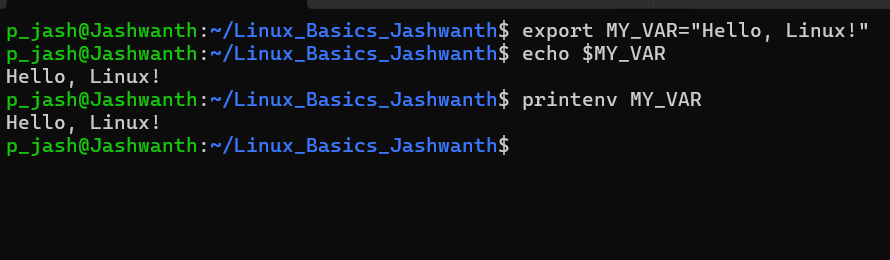 p_jash@Jashwanth:~/Linux_Basics_Jashwanth$ export MY_VAR="Hello, Linux!"
p_jash@Jashwanth:~/Linux_Basics_Jashwanth$ echo $MY_VAR
Hello, Linux!
p_jash@Jashwanth:~/Linux_Basics_Jashwanth$ printenv MY_VAR
Hello, Linux!
p_jash@Jashwanth:~/Linux_Basics_Jashwanth$